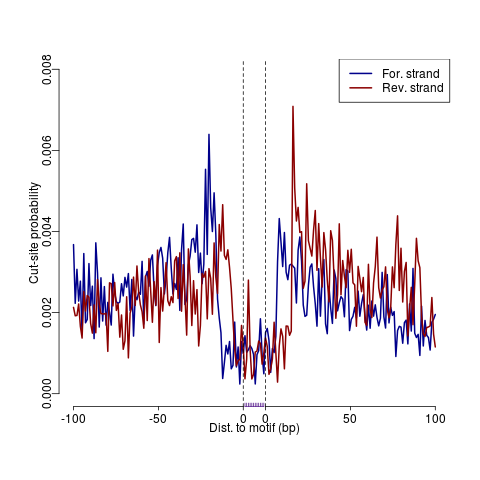 For. strand
Rev. strand
Cut-site probability
0.008
0.006
0.004
0.002
0.000
-100 -50 0 0 50 100
Dist. to motif (bp)